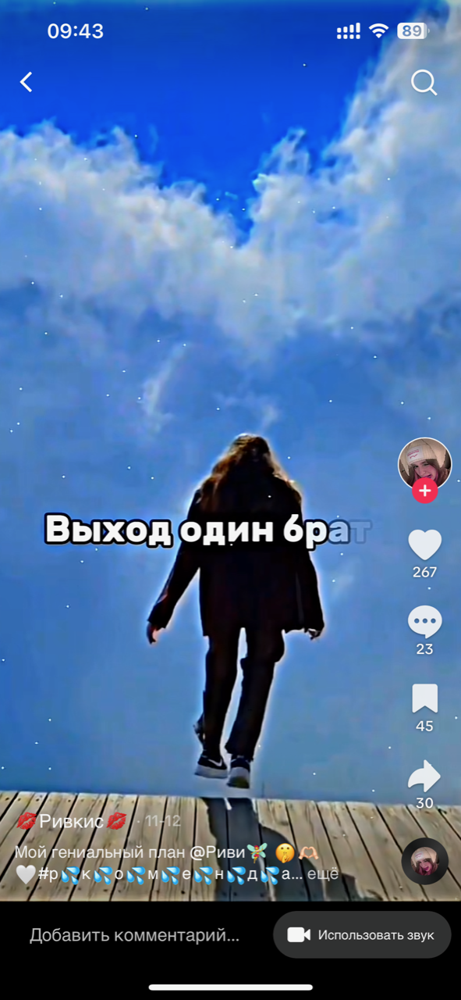 09:43
89
Выход один брат
267
23
45
30
💋Ривкис💋 · 11-12
Мой гениальный план @Риви🧚 🤫🫶🏻
🤍#р💦к💦о💦м💦е💦н💦д💦а... ещё
Добавить комментарий...
Использовать звук